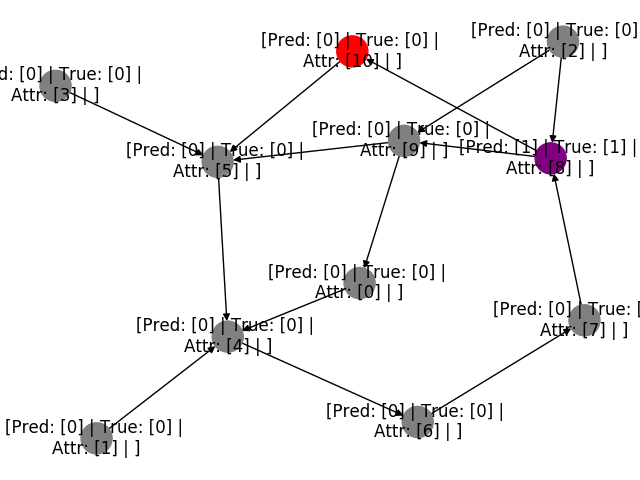 [Pred: [0] | True: [0] |
Attr: [10] | ]
[Pred: [0] | True: [0]
Attr: [2] | ]
d: [0] | True: [0] |
Attr: [3] | ]
[Pred: [0] | True: [0] |
Attr: [9] | ]
[Pred: [1] | True: [1] |
Attr: [8] | ]
[Pred: [0] | True: [0] |
Attr: [5] | ]
[Pred: [0] | True: [0] |
Attr: [0] | ]
[Pred: [0] | True: [
Attr: [7] | ]
[Pred: [0] | True: [0] |
Attr: [4] | ]
[Pred: [0] | True: [0] |
Attr: [6] | ]
[Pred: [0] | True: [0] |
Attr: [1] | ]